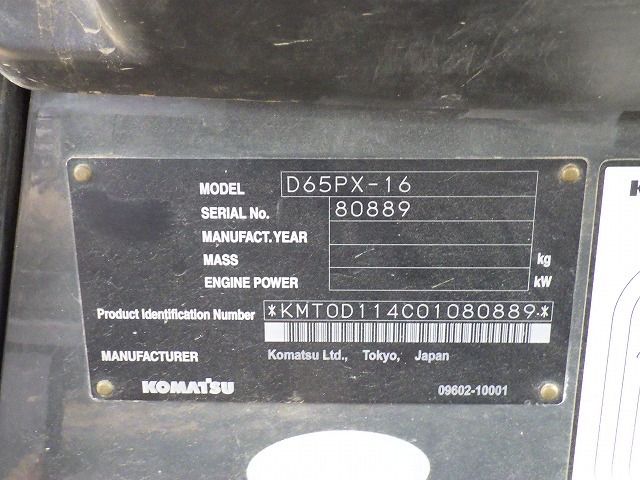 MODEL D65PX-16
SERIAL No. 80889
MANUFACT.YEAR
MASS kg
ENGINE POWER kW
Product Identification Number *KMT0D114C01080889*
MANUFACTURER Komatsu Ltd., Tokyo, Japan
KOMATSU 09602-10001